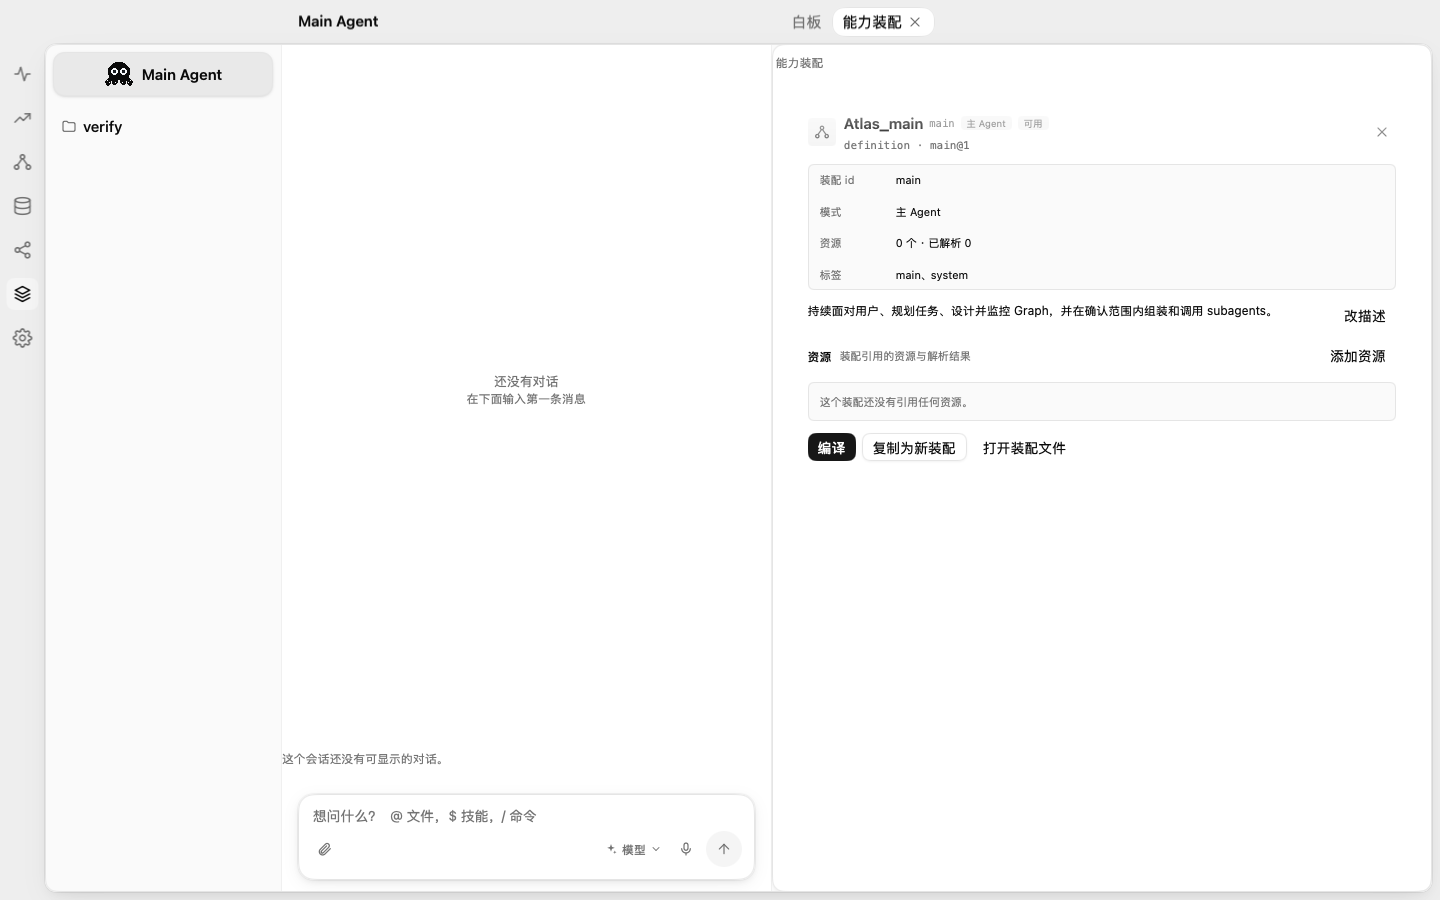 Main Agent
白板 能力装配
Main Agent
verify
还没有对话
在下面输入第一条消息
这个会话还没有可显示的对话。
想问什么? @ 文件, $ 技能, / 命令
模型
能力装配
Atlas_main main 主 Agent 可用
definition · main@1
装配 id main
模式 主 Agent
资源 0 个 · 已解析 0
标签 main、system
持续面对用户、规划任务、设计并监控 Graph，并在确认范围内组装和调用 subagents。
改描述
资源 装配引用的资源与解析结果 添加资源
这个装配还没有引用任何资源。
编译 复制为新装配 打开装配文件